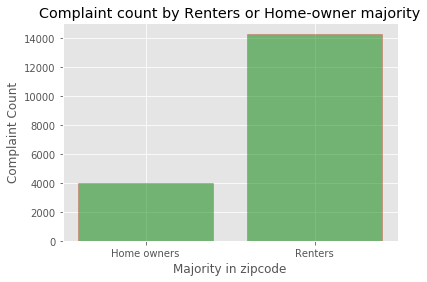 Complaint count by Renters or Home-owner majority
14000
12000
10000
8000
6000
4000
2000
0
Complaint Count
Home owners Renters
Majority in zipcode